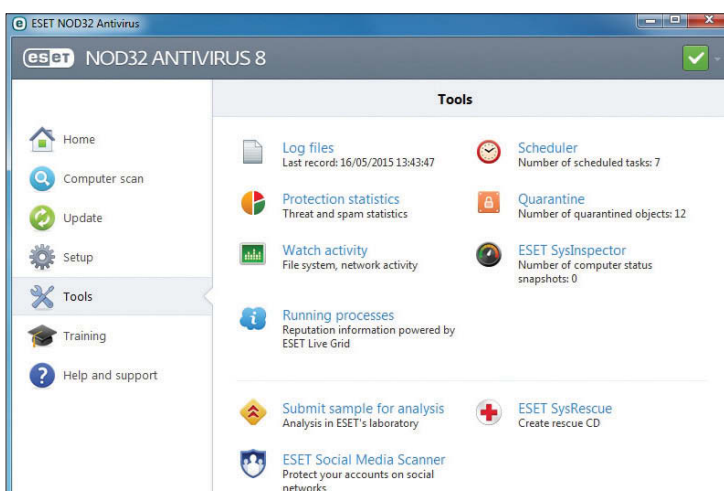 ESET NOD32 Antivirus
eseT NOD32 ANTIVIRUS 8
Tools
Home
Computer scan
Update
Setup
Tools
Training
Help and support
Log files
Last record: 16/05/2015 13:43:47
Scheduler
Number of scheduled tasks: 7
Protection statistics
Threat and spam statistics
Quarantine
Number of quarantined objects: 12
Watch activity
File system, network activity
ESET SysInspector
Number of computer status
snapshots: 0
Running processes
Reputation information powered by
ESET Live Grid
Submit sample for analysis
Analysis in ESET's laboratory
ESET SysRescue
Create rescue CD
ESET Social Media Scanner
Protect your accounts on social
networks